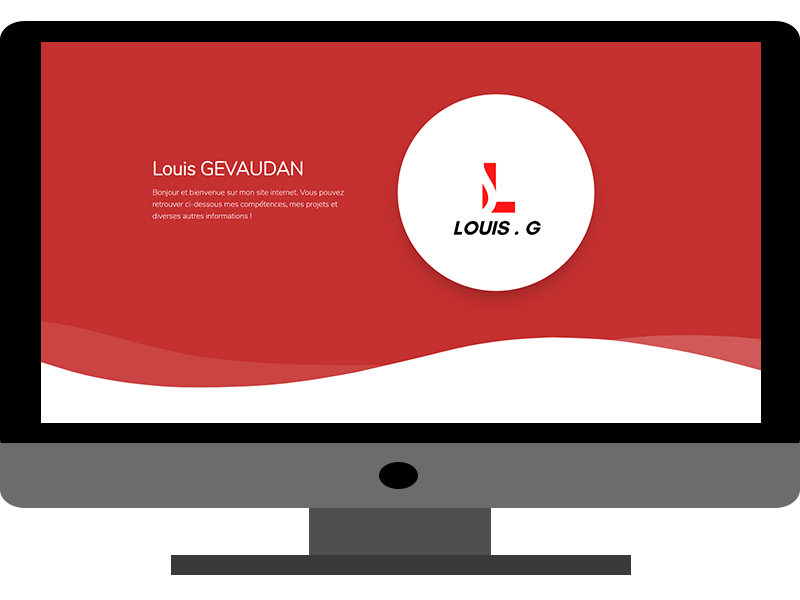 Louis GEVAUDAN
Bonjour et bienvenue sur mon site internet. Vous pouvez
retrouver ci-dessous mes compétences, mes projets et
diverses autres informations !
L
LOUIS . G